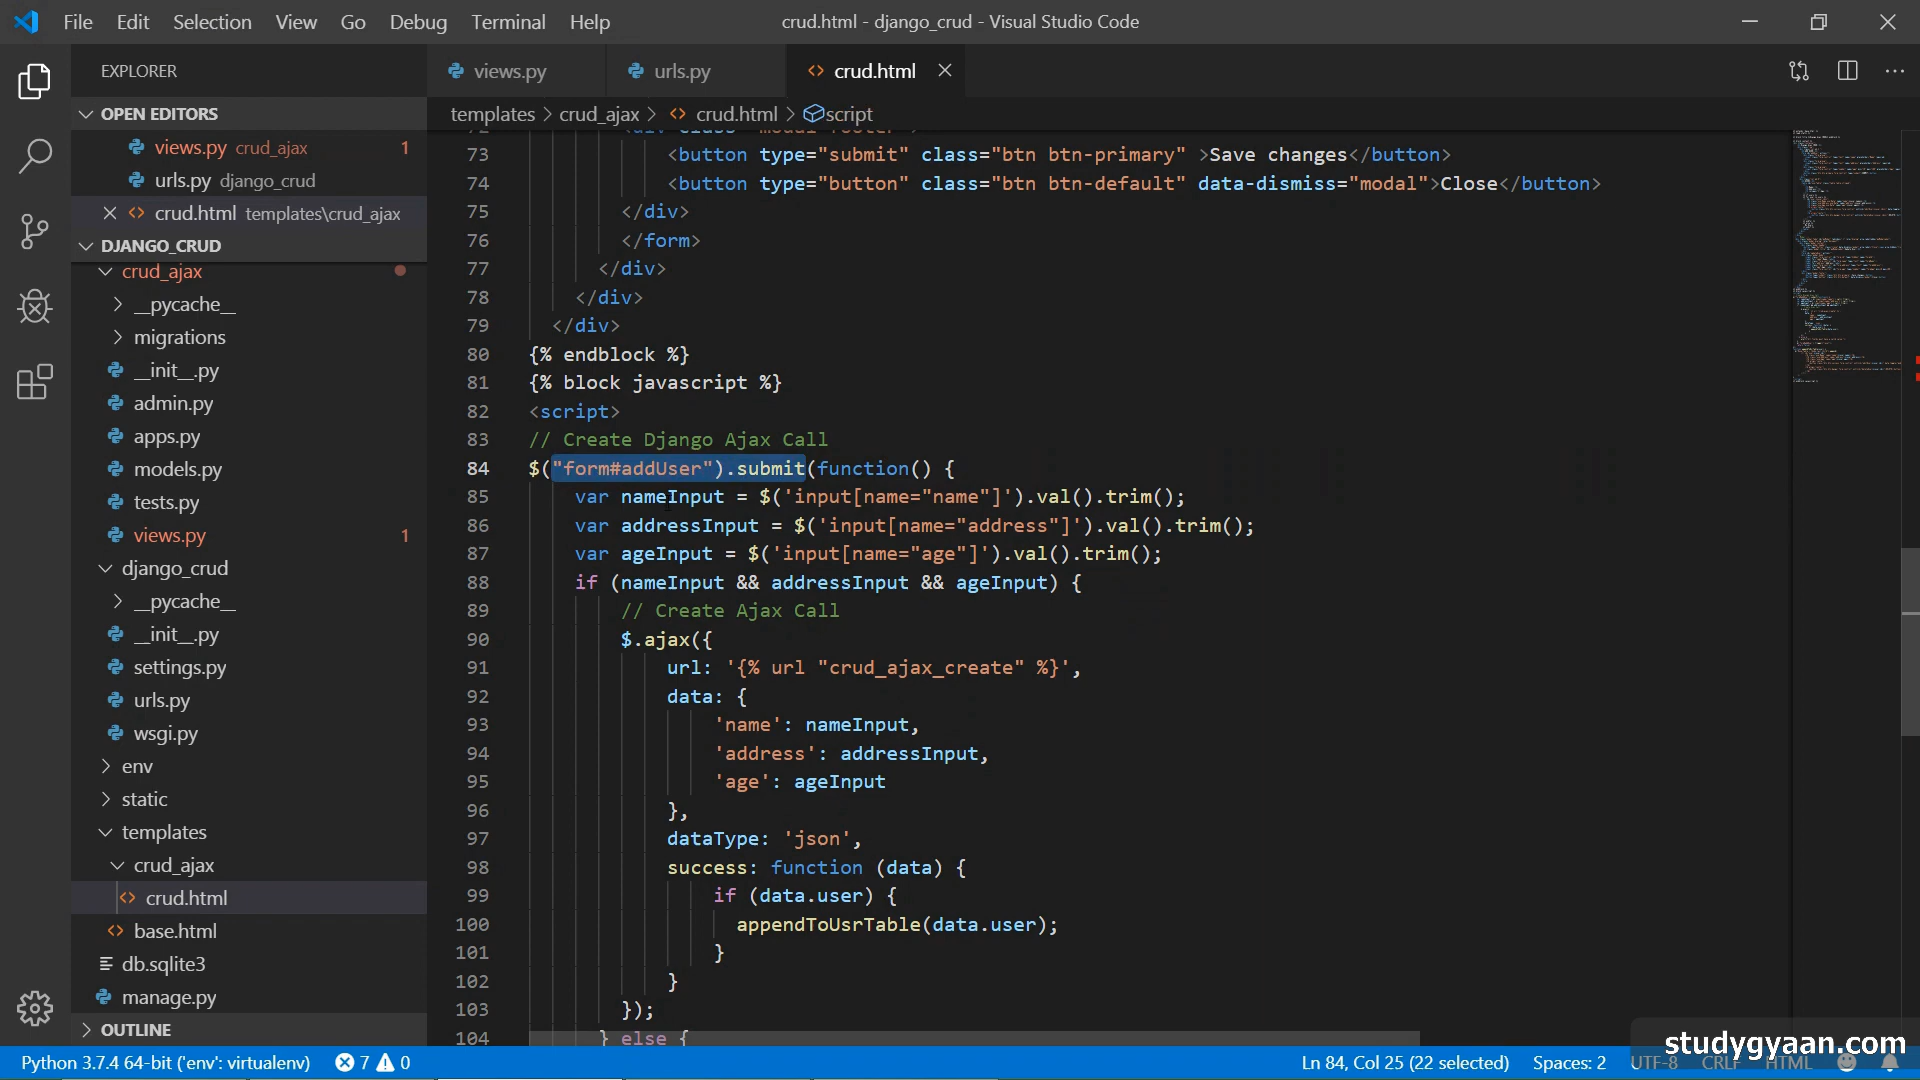 File Edit Selection View Go Debug Terminal Help
crud.html - django_crud - Visual Studio Code
EXPLORER
OPEN EDITORS
views.py crud_ajax 1
urls.py django_crud
crud.html templates\crud_ajax
DJANGO_CRUD
crud_ajax
__pycache__
migrations
__init__.py
admin.py
apps.py
models.py
tests.py
views.py 1
django_crud
__pycache__
__init__.py
settings.py
urls.py
wsgi.py
env
static
templates
crud_ajax
crud.html
base.html
db.sqlite3
manage.py
OUTLINE
views.py urls.py crud.html
templates > crud_ajax > crud.html > script
73 <button type="submit" class="btn btn-primary" >Save changes</button>
74 <button type="button" class="btn btn-default" data-dismiss="modal">Close</button>
75 </div>
76 </form>
77 </div>
78 </div>
79 </div>
80 {% endblock %}
81 {% block javascript %}
82 <script>
83 // Create Django Ajax Call
84 $("form#addUser").submit(function() {
85 var nameInput = $('input[name="name"]').val().trim();
86 var addressInput = $('input[name="address"]').val().trim();
87 var ageInput = $('input[name="age"]').val().trim();
88 if (nameInput && addressInput && ageInput) {
89 // Create Ajax Call
90 $.ajax({
91 url: '{% url "crud_ajax_create" %}',
92 data: {
93 'name': nameInput,
94 'address': addressInput,
95 'age': ageInput
96 },
97 dataType: 'json',
98 success: function (data) {
99 if (data.user) {
100 appendToUsrTable(data.user);
101 }
102 }
103 });
104 } else {
studygyaan.com
Python 3.7.4 64-bit ('env': virtualenv) 7 0
Ln 84, Col 25 (22 selected) Spaces: 2 UTF-8 CRLF HTML